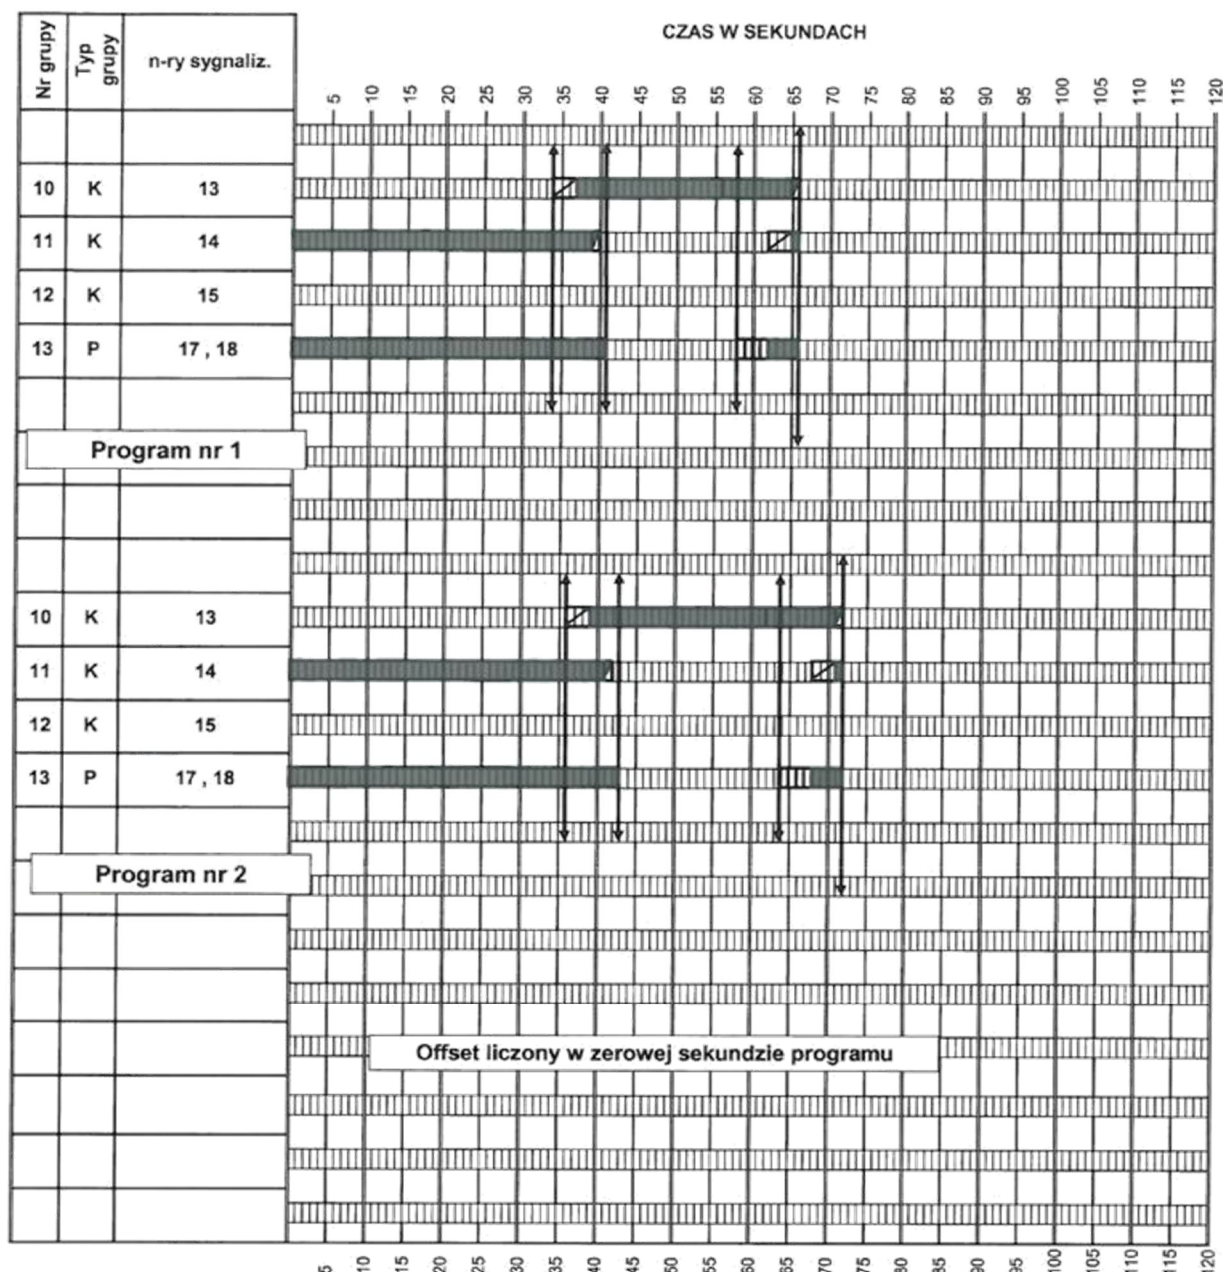 CZAS W SEKUNDACH
Nr grupy
Typ grupy
n-ry sygnaliz.
5 10 15 20 25 30 35 40 45 50 55 60 65 70 75 80 85 90 95 100 105 110 115 120
10 K 13
11 K 14
12 K 15
13 P 17 , 18
Program nr 1
10 K 13
11 K 14
12 K 15
13 P 17 , 18
Program nr 2
Offset liczony w zerowej sekundzie programu
5 10 15 20 25 30 35 40 45 50 55 60 65 70 75 80 85 90 95 100 105 110 115 120